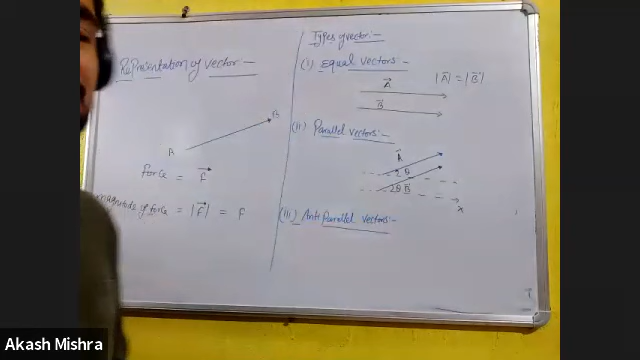 Representation of vector:-
A
B
force = F
magnitude of force = |F| = F
Types of vector:-
(i) Equal vectors:-
|A| = |B|
A
B
(ii) Parallel vectors:-
A
θ
θ B
x
(iii) Anti Parallel vectors:-
Akash Mishra